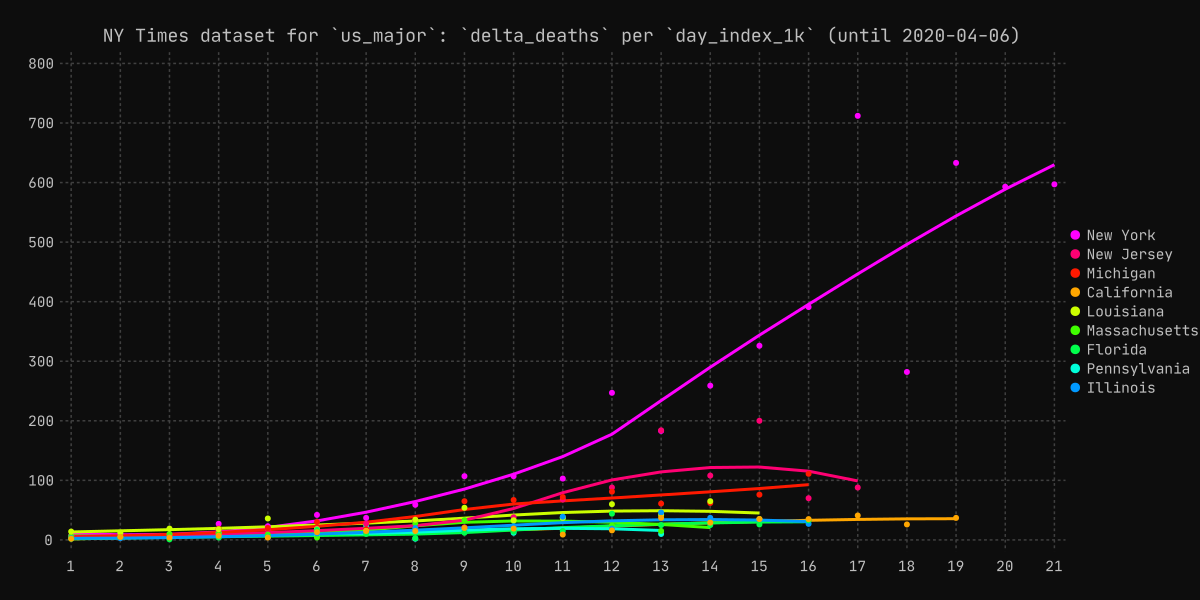 NY Times dataset for `us_major`: `delta_deaths` per `day_index_1k` (until 2020-04-06)
800
700
600
500
400
300
200
100
0
1 2 3 4 5 6 7 8 9 10 11 12 13 14 15 16 17 18 19 20 21
New York
New Jersey
Michigan
California
Louisiana
Massachusetts
Florida
Pennsylvania
Illinois